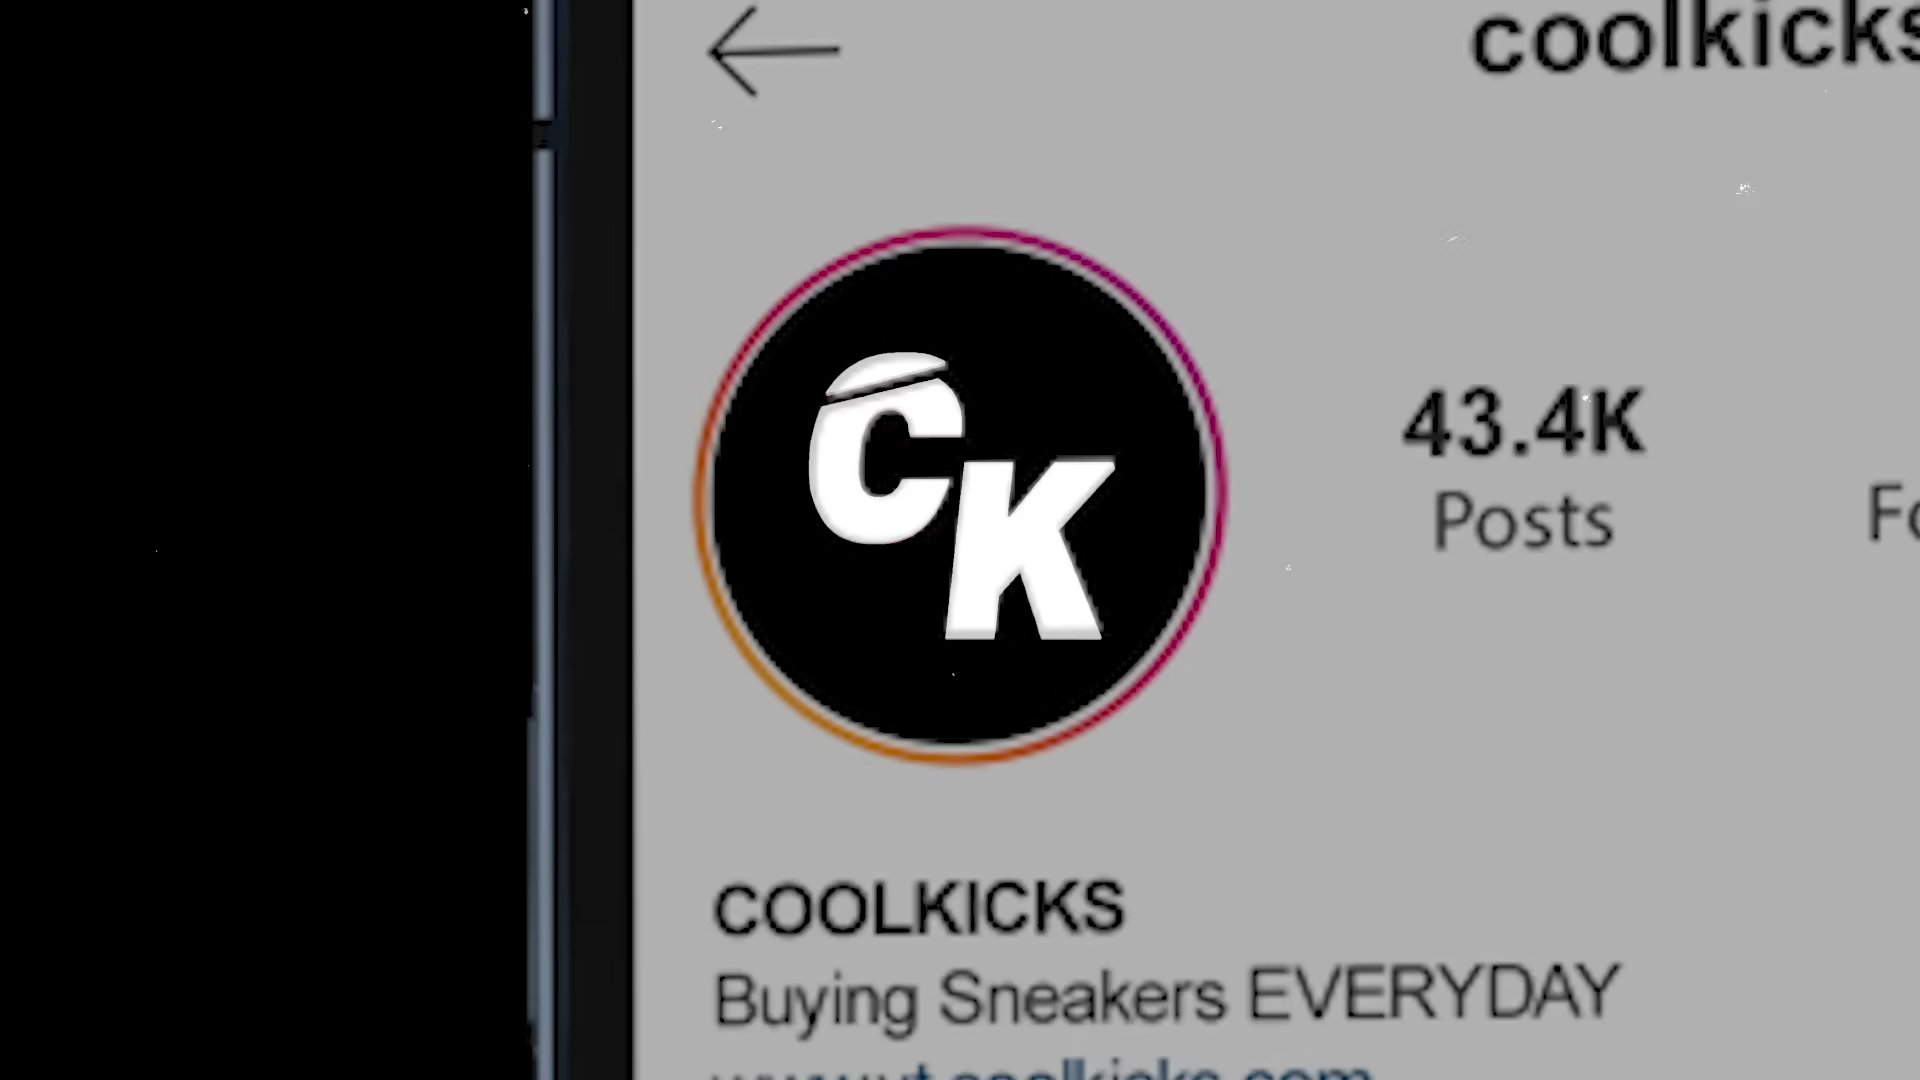 coolkicks
CK
43.4K
Posts
COOLKICKS
Buying Sneakers EVERYDAY